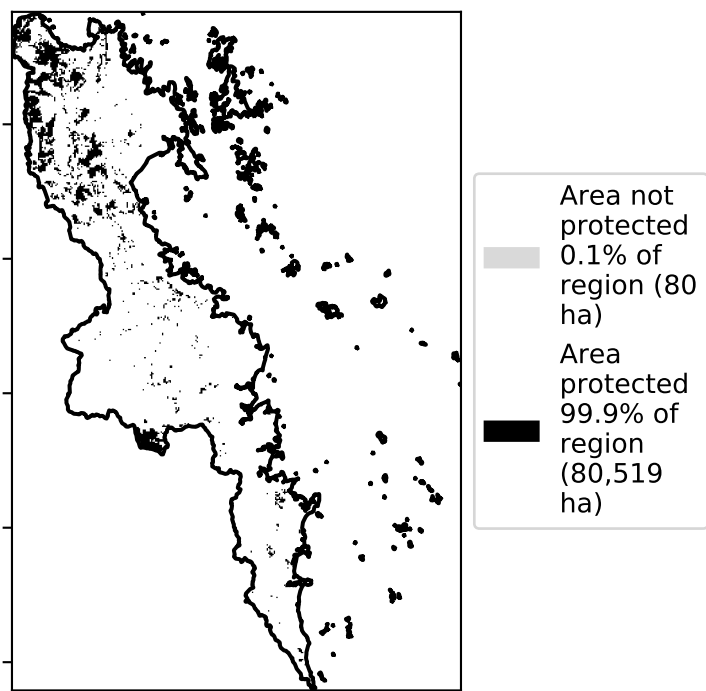 Area not
protected
0.1% of
region (80
ha)
Area
protected
99.9% of
region
(80,519
ha)